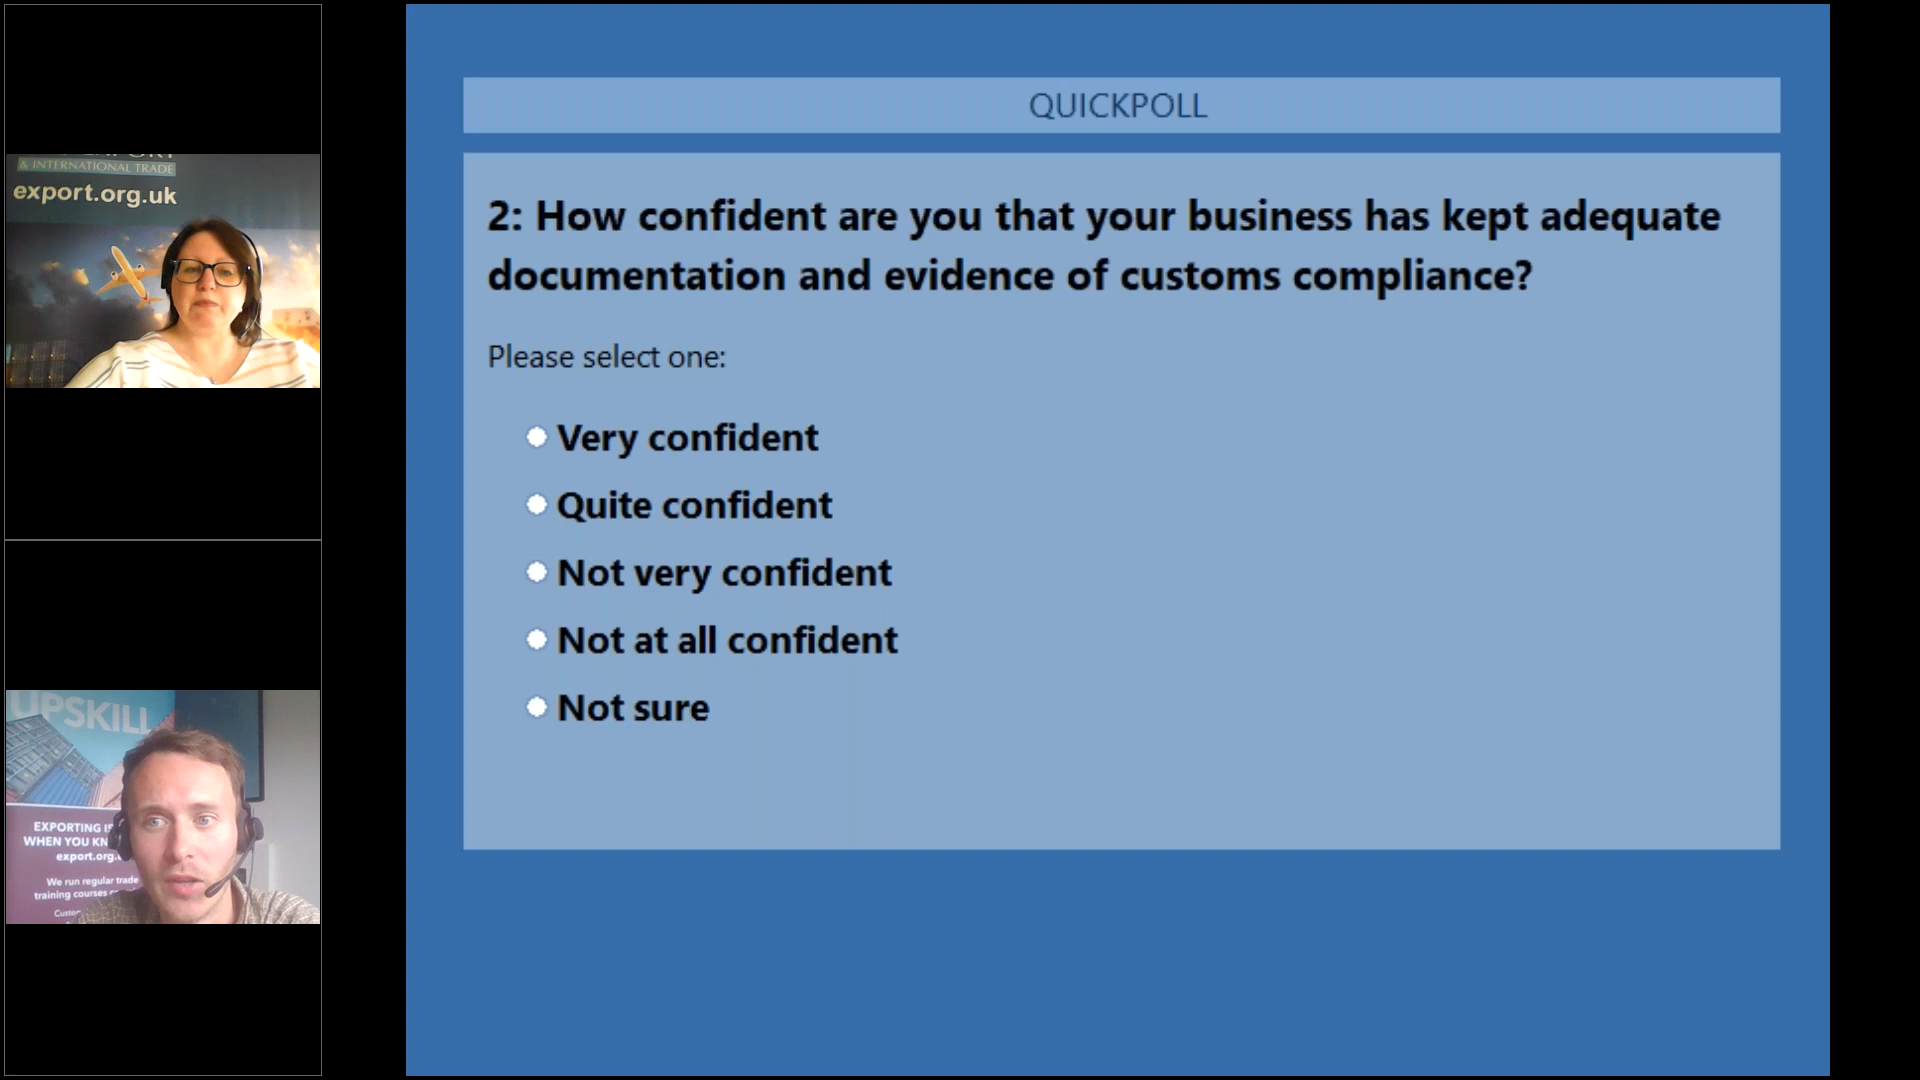 & INTERNATIONAL TRADE
export.org.uk
UPSKILL
EXPORTING IS
WHEN YOU KN
export.org.
We run regular trade
training courses
Custo
QUICKPOLL
2: How confident are you that your business has kept adequate
documentation and evidence of customs compliance?
Please select one:
Very confident
Quite confident
Not very confident
Not at all confident
Not sure